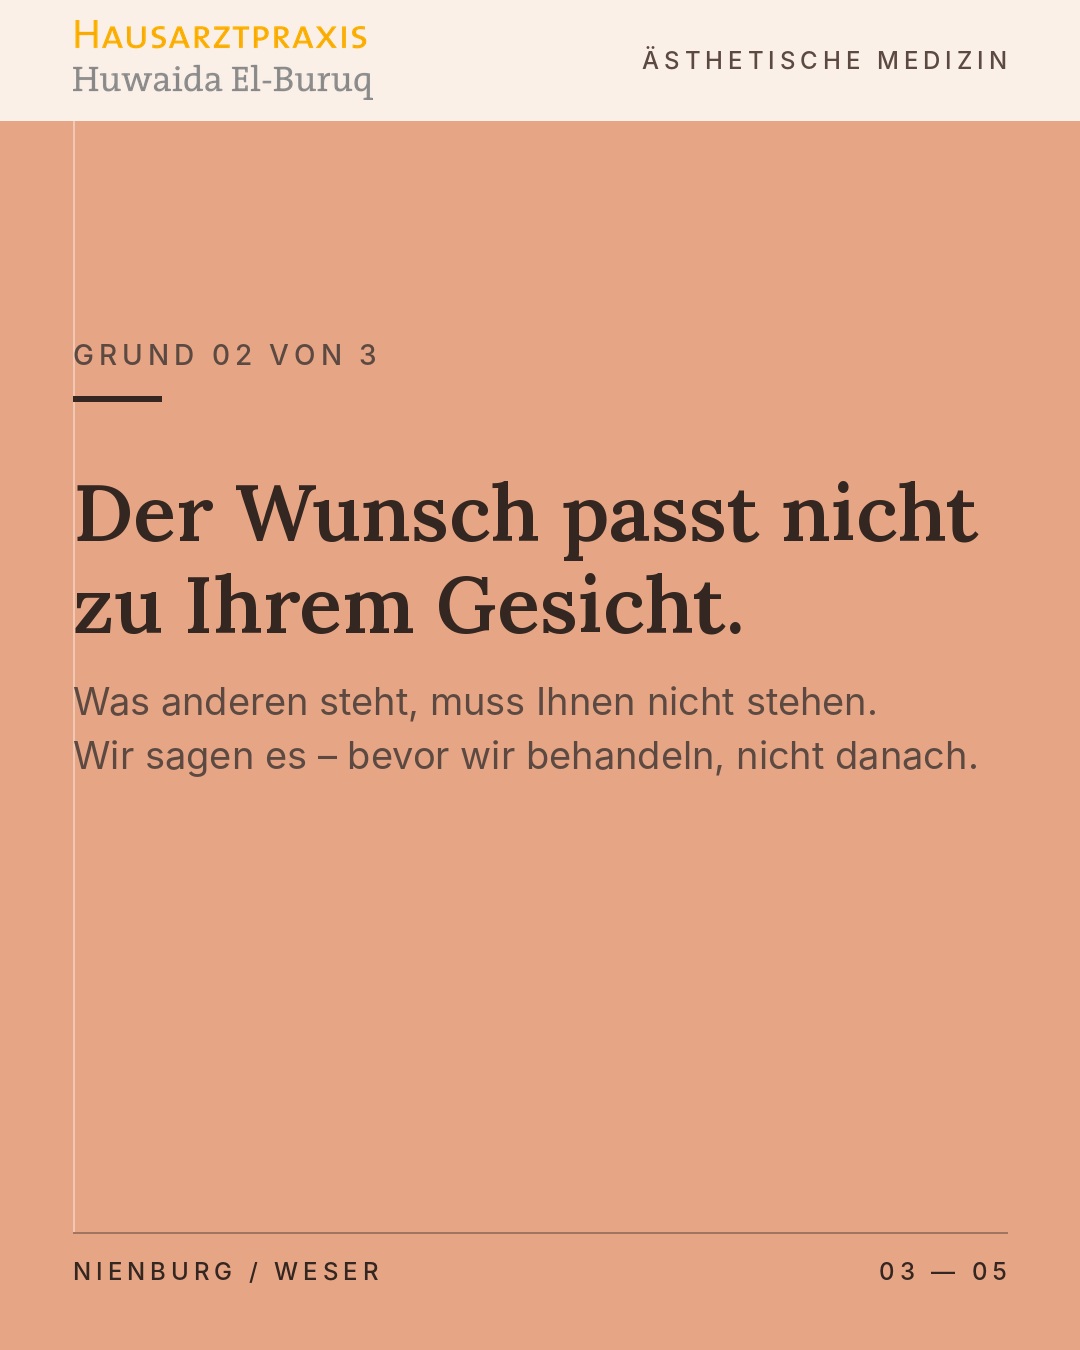 HAUSARZTPRAXIS
Huwaida El-Buruq
ÄSTHETISCHE MEDIZIN
GRUND 02 VON 3
Der Wunsch passt nicht
zu Ihrem Gesicht.
Was anderen steht, muss Ihnen nicht stehen.
Wir sagen es – bevor wir behandeln, nicht danach.
NIENBURG / WESER
03 — 05